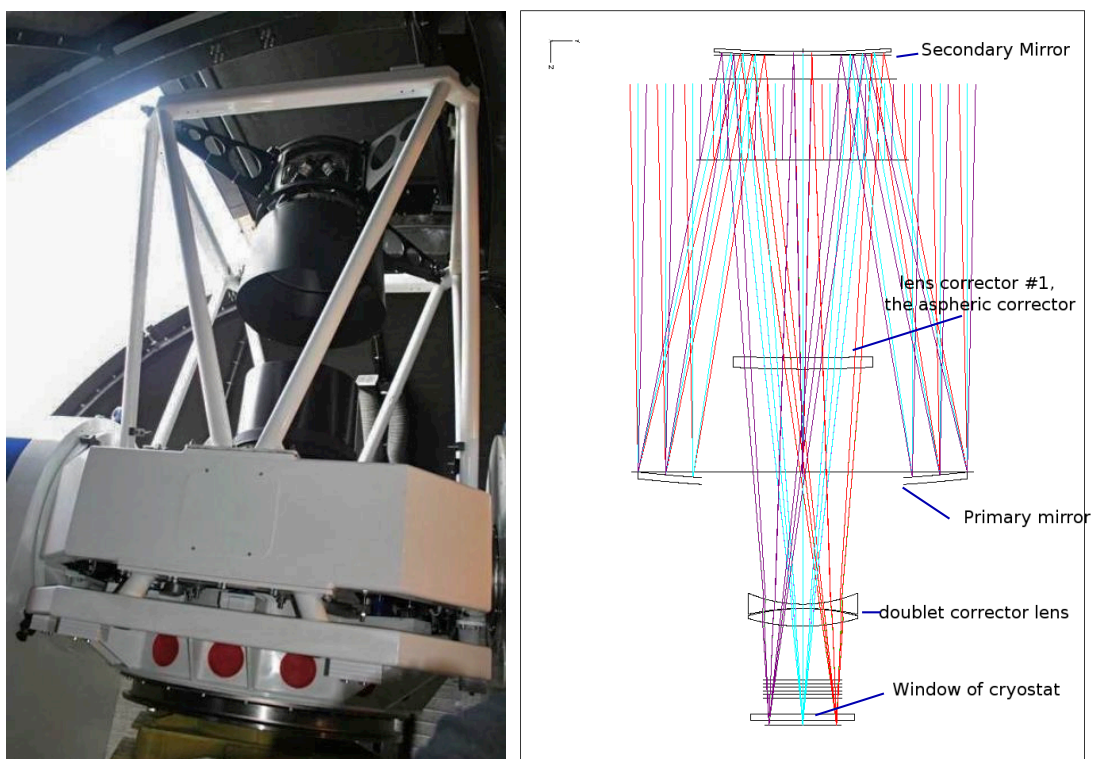 Secondary Mirror
lens corrector #1,
the aspheric corrector
Primary mirror
doublet corrector lens
Window of cryostat